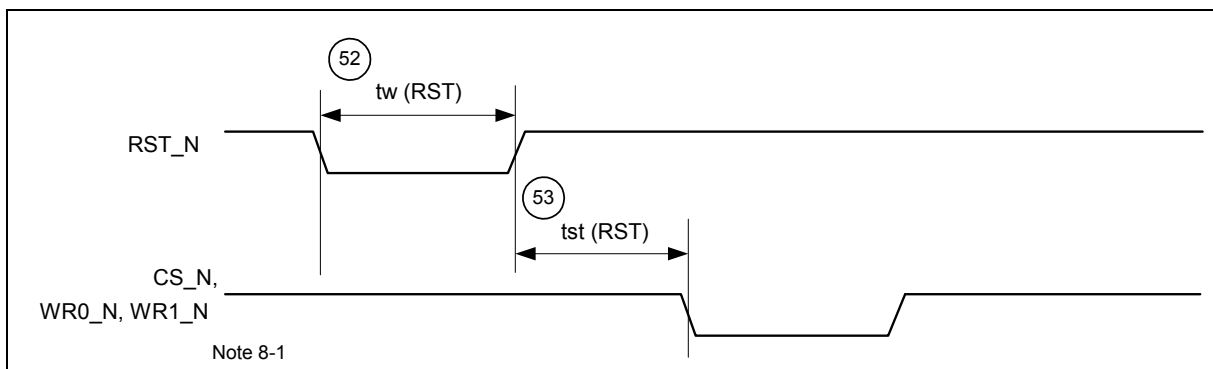 52
tw (RST)
RST_N
53
tst (RST)
CS_N,
WR0_N, WR1_N
Note 8-1